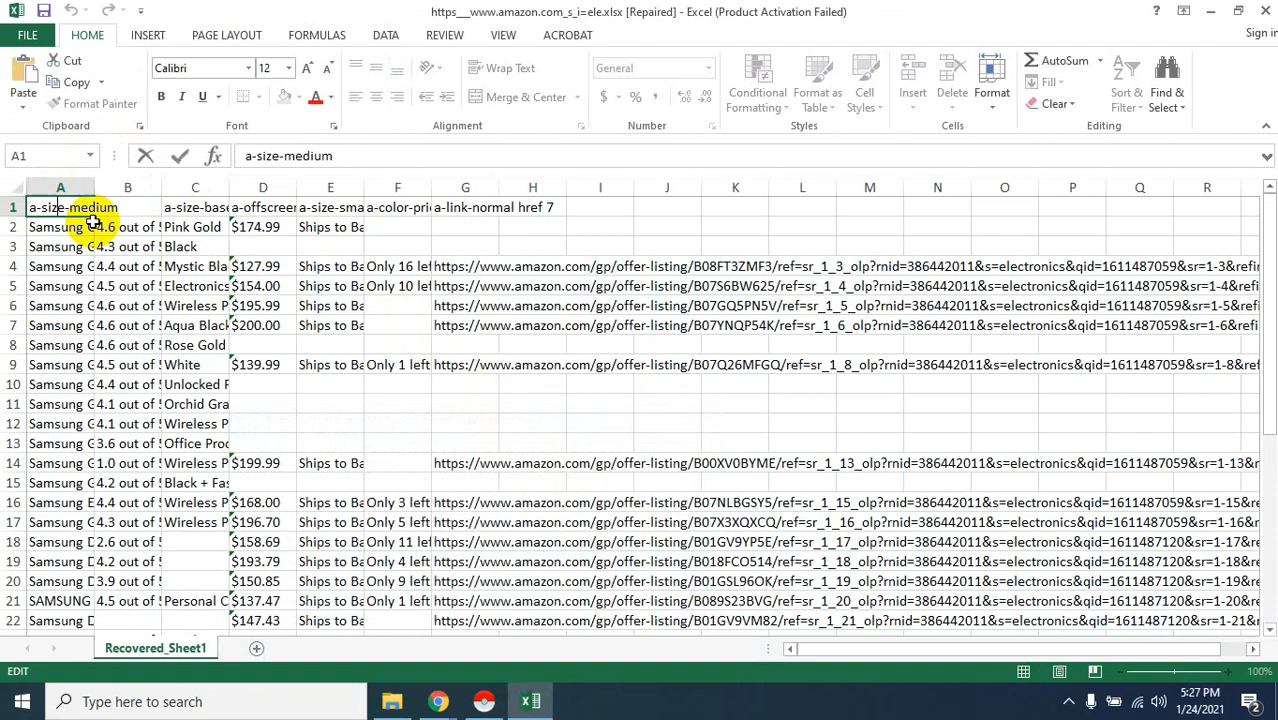 https__www.amazon.com_s_i=ele.xlsx [Repaired] - Excel (Product Activation Failed)
FILE HOME INSERT PAGE LAYOUT FORMULAS DATA REVIEW VIEW ACROBAT Sign in
Paste Cut Copy Format Painter Clipboard
Calibri 12 B I U A Font
Wrap Text Merge & Center Alignment
General $ % , Number
Conditional Formatting Format as Table Cell Styles Styles
Insert Delete Format Cells
AutoSum Fill Clear Sort & Filter Find & Select Editing
A1 fx a-size-medium
A B C D E F G H I J K L M N O P Q R
1 a-size-medium a-size-bas a-offscreen a-size-sma a-color-pri a-link-normal href 7
2 Samsung G 4.6 out of 5 Pink Gold $174.99 Ships to Ba
3 Samsung G 4.3 out of 5 Black
4 Samsung G 4.4 out of 5 Mystic Bla $127.99 Ships to Ba Only 16 lef https://www.amazon.com/gp/offer-listing/B08FT3ZMF3/ref=sr_1_3_olp?rnid=386442011&s=electronics&qid=1611487059&sr=1-3&refi
5 Samsung G 4.5 out of 5 Electronics $154.00 Ships to Ba Only 10 lef https://www.amazon.com/gp/offer-listing/B07S6BW625/ref=sr_1_4_olp?rnid=386442011&s=electronics&qid=1611487059&sr=1-4&refi
6 Samsung G 4.6 out of 5 Wireless P $195.99 Ships to Ba https://www.amazon.com/gp/offer-listing/B07GQ5PN5V/ref=sr_1_5_olp?rnid=386442011&s=electronics&qid=1611487059&sr=1-5&refi
7 Samsung G 4.6 out of 5 Aqua Black $200.00 Ships to Ba https://www.amazon.com/gp/offer-listing/B07YNQP54K/ref=sr_1_6_olp?rnid=386442011&s=electronics&qid=1611487059&sr=1-6&refi
8 Samsung G 4.6 out of 5 Rose Gold
9 Samsung G 4.5 out of 5 White $139.99 Ships to Ba Only 1 left https://www.amazon.com/gp/offer-listing/B07Q26MFGQ/ref=sr_1_8_olp?rnid=386442011&s=electronics&qid=1611487059&sr=1-8&refi
10 Samsung G 4.4 out of 5 Unlocked P
11 Samsung G 4.1 out of 5 Orchid Gra
12 Samsung G 4.1 out of 5 Wireless P
13 Samsung G 3.6 out of 5 Office Proc
14 Samsung G 1.0 out of 5 Wireless P $199.99 Ships to Ba https://www.amazon.com/gp/offer-listing/B00XV0BYME/ref=sr_1_13_olp?rnid=386442011&s=electronics&qid=1611487059&sr=1-13&r
15 Samsung G 4.2 out of 5 Black + Fas
16 Samsung E 4.4 out of 5 Wireless P $168.00 Ships to Ba Only 3 left https://www.amazon.com/gp/offer-listing/B07NLBGSY5/ref=sr_1_15_olp?rnid=386442011&s=electronics&qid=1611487059&sr=1-15&r
17 Samsung G 4.3 out of 5 Wireless P $196.70 Ships to Ba Only 5 left https://www.amazon.com/gp/offer-listing/B07X3XQXCQ/ref=sr_1_16_olp?rnid=386442011&s=electronics&qid=1611487059&sr=1-16&r
18 Samsung D 2.6 out of 5 $158.69 Ships to Ba Only 11 lef https://www.amazon.com/gp/offer-listing/B01GV9YP5E/ref=sr_1_17_olp?rnid=386442011&s=electronics&qid=1611487120&sr=1-17&r
19 Samsung D 4.2 out of 5 $193.79 Ships to Ba Only 4 left https://www.amazon.com/gp/offer-listing/B018FCO514/ref=sr_1_18_olp?rnid=386442011&s=electronics&qid=1611487120&sr=1-18&r
20 Samsung D 3.9 out of 5 $150.85 Ships to Ba Only 9 left https://www.amazon.com/gp/offer-listing/B01GSL96OK/ref=sr_1_19_olp?rnid=386442011&s=electronics&qid=1611487120&sr=1-19&r
21 SAMSUNG 4.5 out of 5 Personal C $137.47 Ships to Ba Only 1 left https://www.amazon.com/gp/offer-listing/B089S23BVG/ref=sr_1_20_olp?rnid=386442011&s=electronics&qid=1611487120&sr=1-20&r
22 Samsung D $147.43 Ships to Ba https://www.amazon.com/gp/offer-listing/B01GV9VM82/ref=sr_1_21_olp?rnid=386442011&s=electronics&qid=1611487120&sr=1-21&r
Recovered_Sheet1
EDIT 100%
Type here to search
5:27 PM
1/24/2021
2